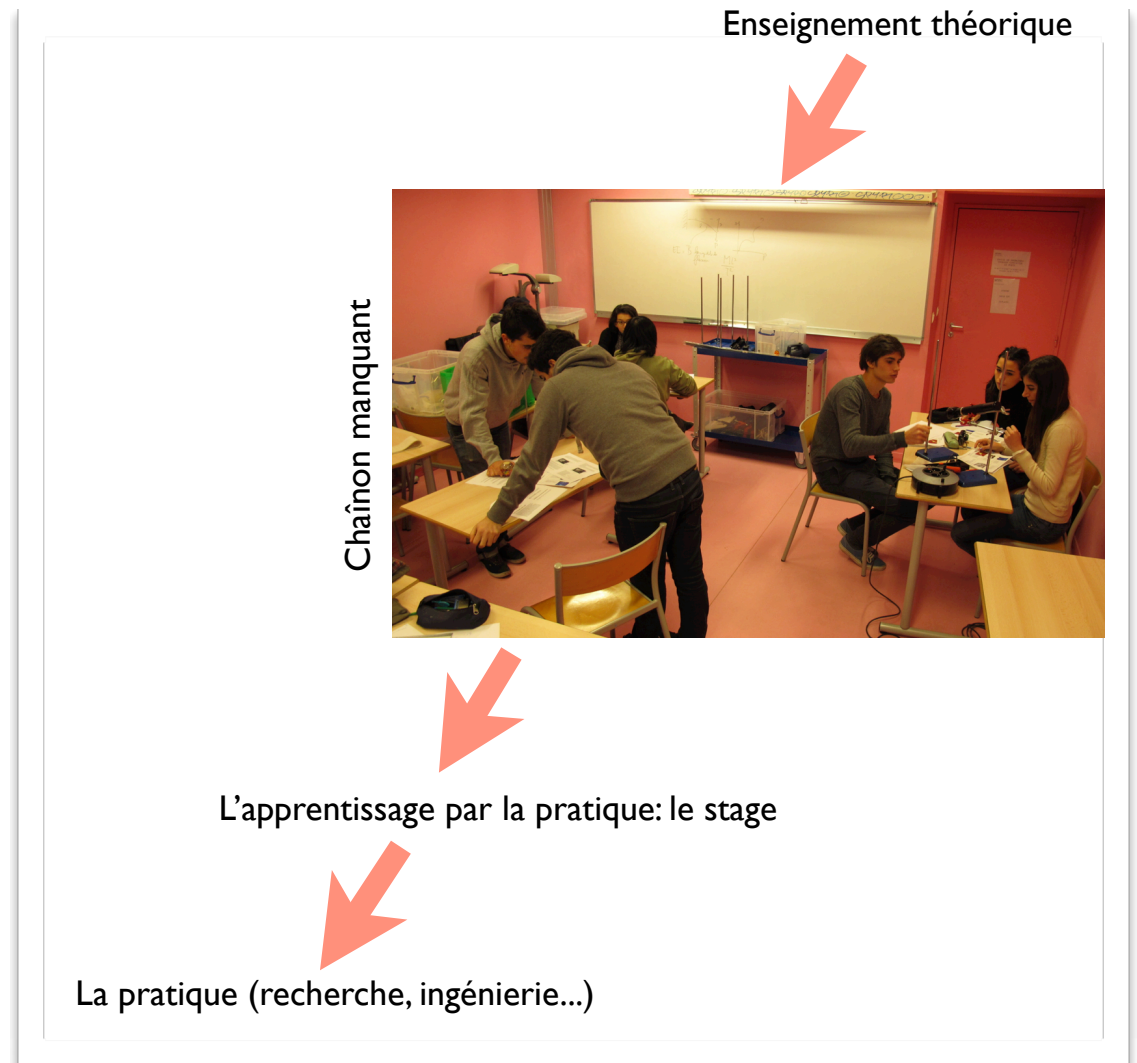 Enseignement théorique
Chaînon manquant
L'apprentissage par la pratique: le stage
La pratique (recherche, ingénierie...)